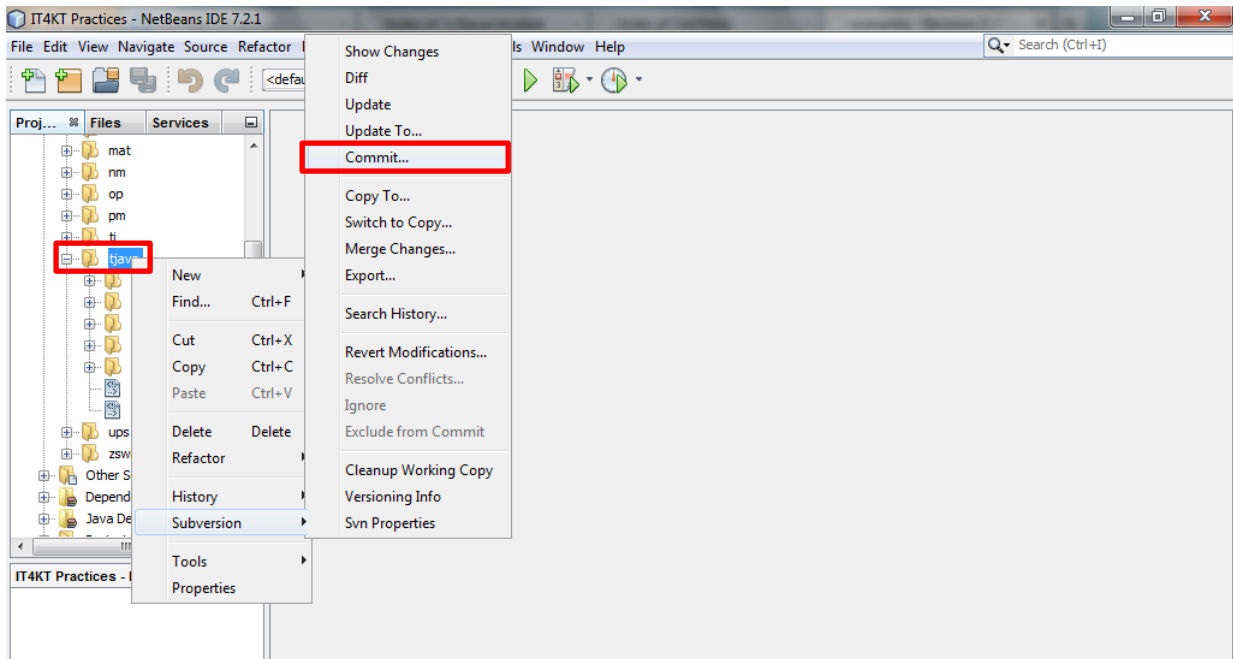 IT4KT Practices - NetBeans IDE 7.2.1
File Edit View Navigate Source Refactor ls Window Help
Search (Ctrl+I)
<defau
Proj... Files Services
mat
nm
op
pm
ti
tjava
ups
zsw
Other S
Depend
Java De
IT4KT Practices -
New
Find... Ctrl+F
Cut Ctrl+X
Copy Ctrl+C
Paste Ctrl+V
Delete Delete
Refactor
History
Subversion
Tools
Properties
Show Changes
Diff
Update
Update To...
Commit...
Copy To...
Switch to Copy...
Merge Changes...
Export...
Search History...
Revert Modifications...
Resolve Conflicts...
Ignore
Exclude from Commit
Cleanup Working Copy
Versioning Info
Svn Properties